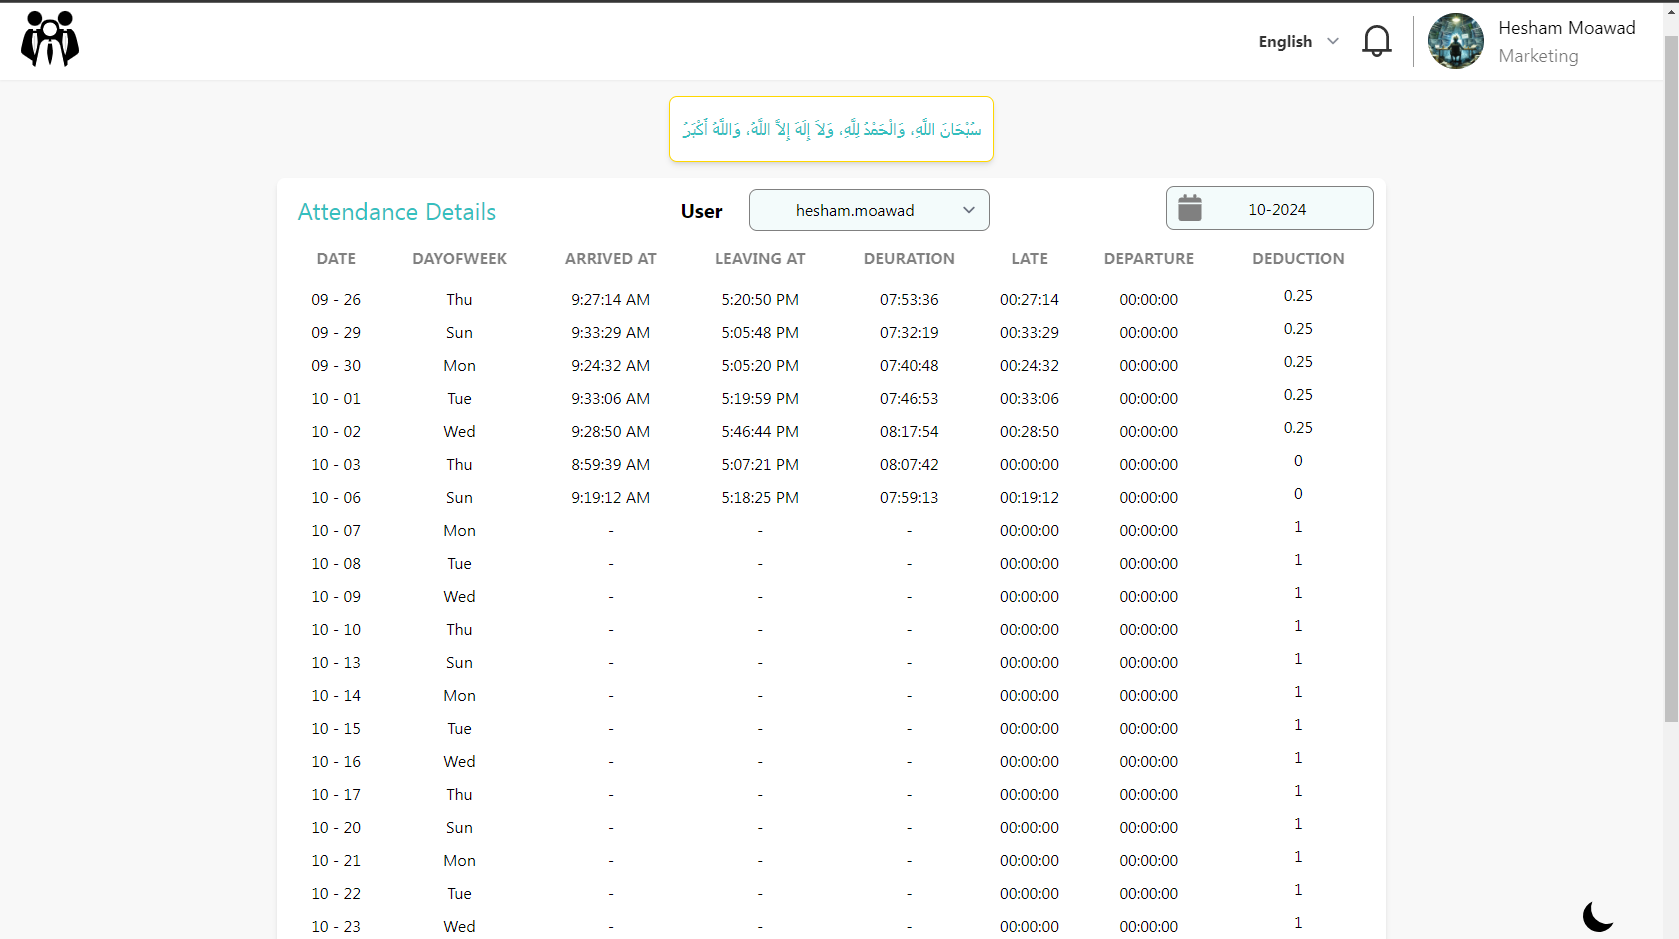 English
Hesham Moawad
Marketing
سُبْحَانَ اللَّهِ، وَالْحَمْدُ لِلَّهِ، وَلاَ إِلَهَ إِلاَّ اللَّهُ، وَاللَّهُ أَكْبَرُ
Attendance Details User hesham.moawad 10-2024
DATE DAYOFWEEK ARRIVED AT LEAVING AT DEURATION LATE DEPARTURE DEDUCTION
09 - 26 Thu 9:27:14 AM 5:20:50 PM 07:53:36 00:27:14 00:00:00 0.25
09 - 29 Sun 9:33:29 AM 5:05:48 PM 07:32:19 00:33:29 00:00:00 0.25
09 - 30 Mon 9:24:32 AM 5:05:20 PM 07:40:48 00:24:32 00:00:00 0.25
10 - 01 Tue 9:33:06 AM 5:19:59 PM 07:46:53 00:33:06 00:00:00 0.25
10 - 02 Wed 9:28:50 AM 5:46:44 PM 08:17:54 00:28:50 00:00:00 0.25
10 - 03 Thu 8:59:39 AM 5:07:21 PM 08:07:42 00:00:00 00:00:00 0
10 - 06 Sun 9:19:12 AM 5:18:25 PM 07:59:13 00:19:12 00:00:00 0
10 - 07 Mon - - - 00:00:00 00:00:00 1
10 - 08 Tue - - - 00:00:00 00:00:00 1
10 - 09 Wed - - - 00:00:00 00:00:00 1
10 - 10 Thu - - - 00:00:00 00:00:00 1
10 - 13 Sun - - - 00:00:00 00:00:00 1
10 - 14 Mon - - - 00:00:00 00:00:00 1
10 - 15 Tue - - - 00:00:00 00:00:00 1
10 - 16 Wed - - - 00:00:00 00:00:00 1
10 - 17 Thu - - - 00:00:00 00:00:00 1
10 - 20 Sun - - - 00:00:00 00:00:00 1
10 - 21 Mon - - - 00:00:00 00:00:00 1
10 - 22 Tue - - - 00:00:00 00:00:00 1
10 - 23 Wed - - - 00:00:00 00:00:00 1